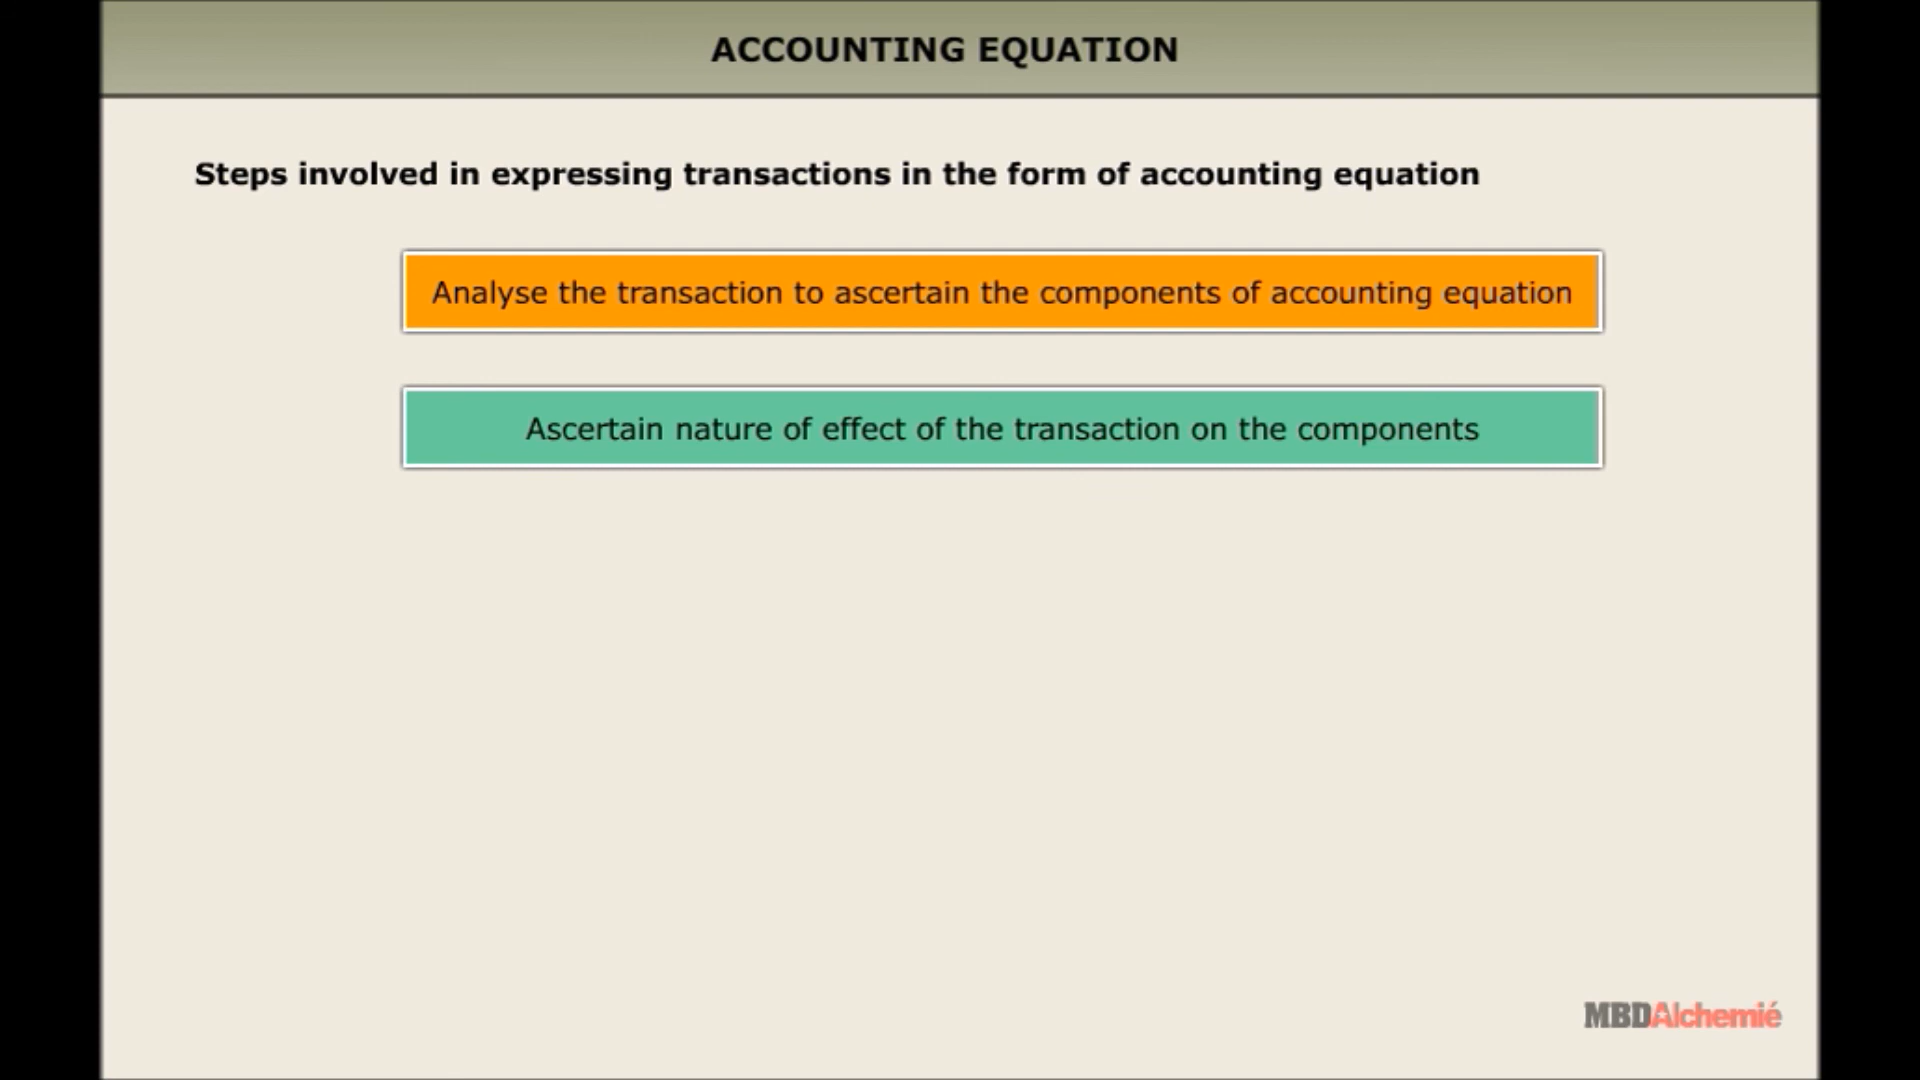 ACCOUNTING EQUATION
Steps involved in expressing transactions in the form of accounting equation
Analyse the transaction to ascertain the components of accounting equation
Ascertain nature of effect of the transaction on the components
MBDAlchemié